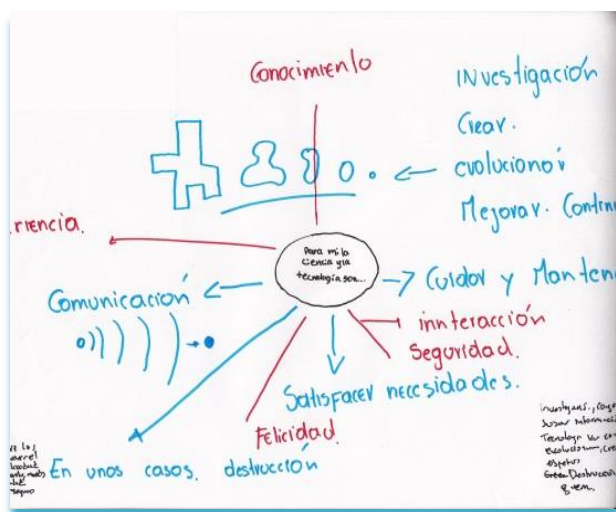 Conocimiento
INvestigación
Crear.
evolucionar
Mejorar. Contin
riencia.
Para mi la
ciencia y la
tecnología son...
Comunicación
Cuidar y Manten
innteracción
Seguridad.
Satisfacer necesidades.
Felicidad.
En unos casos, destrucción